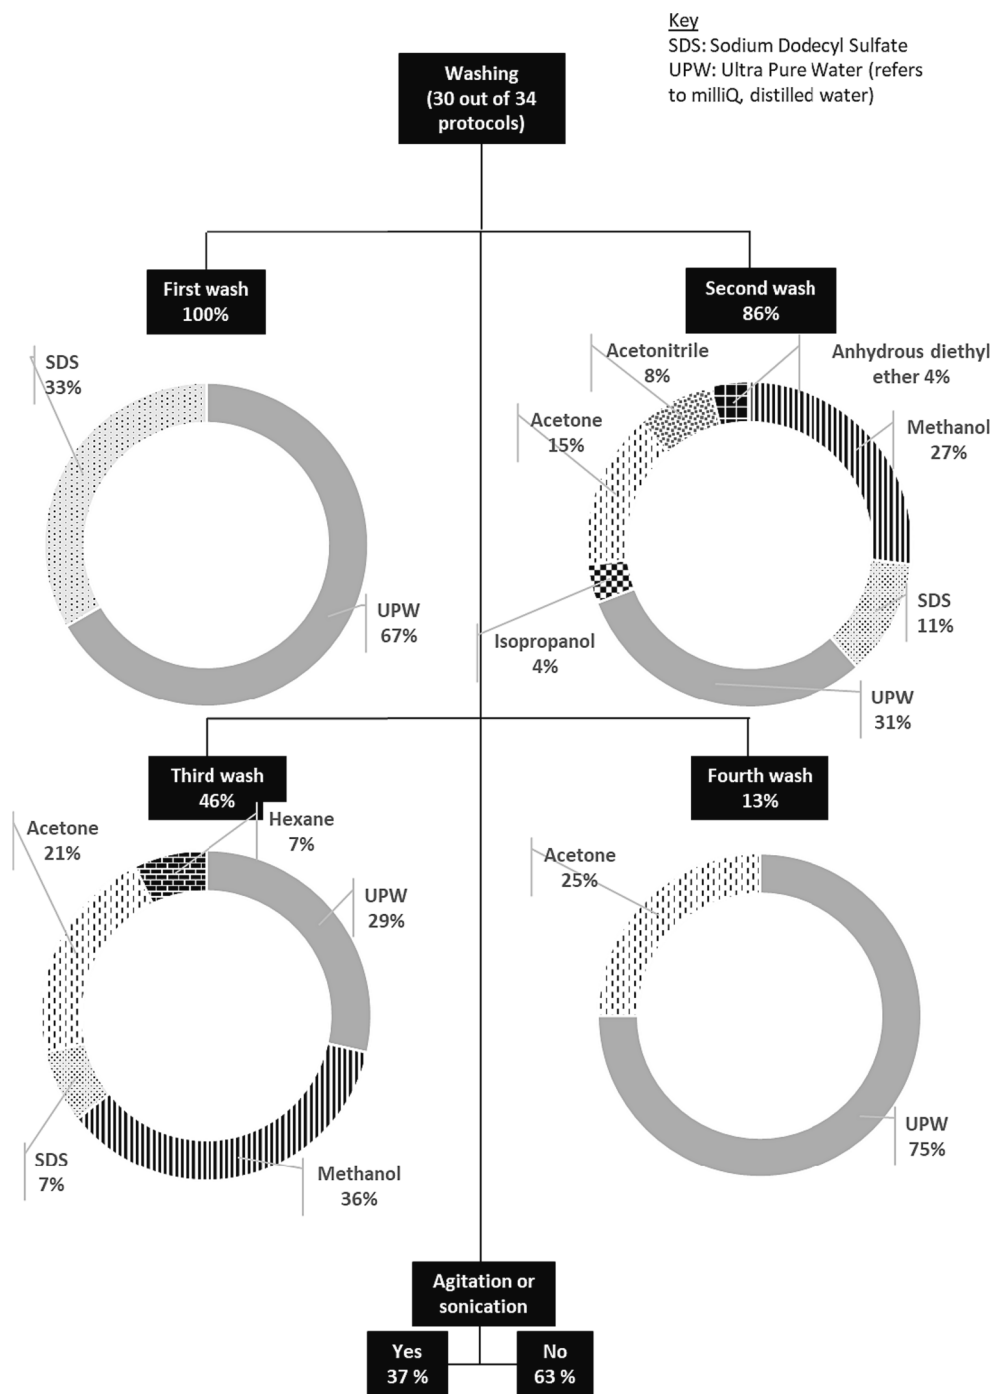 Key
SDS: Sodium Dodecyl Sulfate
UPW: Ultra Pure Water (refers
to milliQ, distilled water)
Washing
(30 out of 34
protocols)
First wash
100%
SDS
33%
UPW
67%
Second wash
86%
Acetonitrile
8%
Anhydrous diethyl
ether 4%
Acetone
15%
Methanol
27%
SDS
11%
Isopropanol
4%
UPW
31%
Third wash
46%
Hexane
7%
Acetone
21%
UPW
29%
SDS
7%
Methanol
36%
Fourth wash
13%
Acetone
25%
UPW
75%
Agitation or
sonication
Yes
37 %
No
63 %